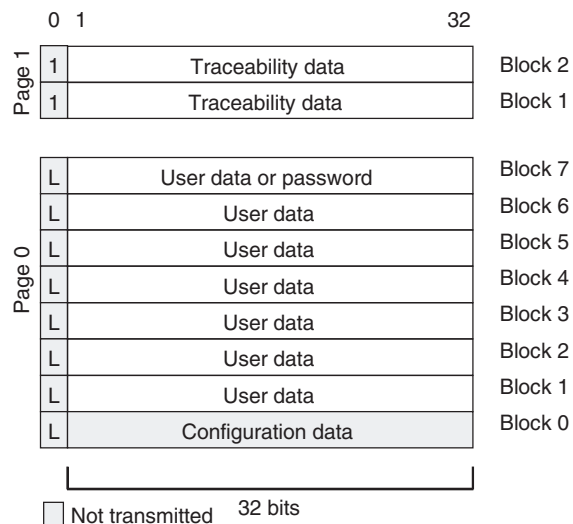 0 1 32
Page 1
1 Traceability data Block 2
1 Traceability data Block 1
Page 0
L User data or password Block 7
L User data Block 6
L User data Block 5
L User data Block 4
L User data Block 3
L User data Block 2
L User data Block 1
L Configuration data Block 0
32 bits
Not transmitted